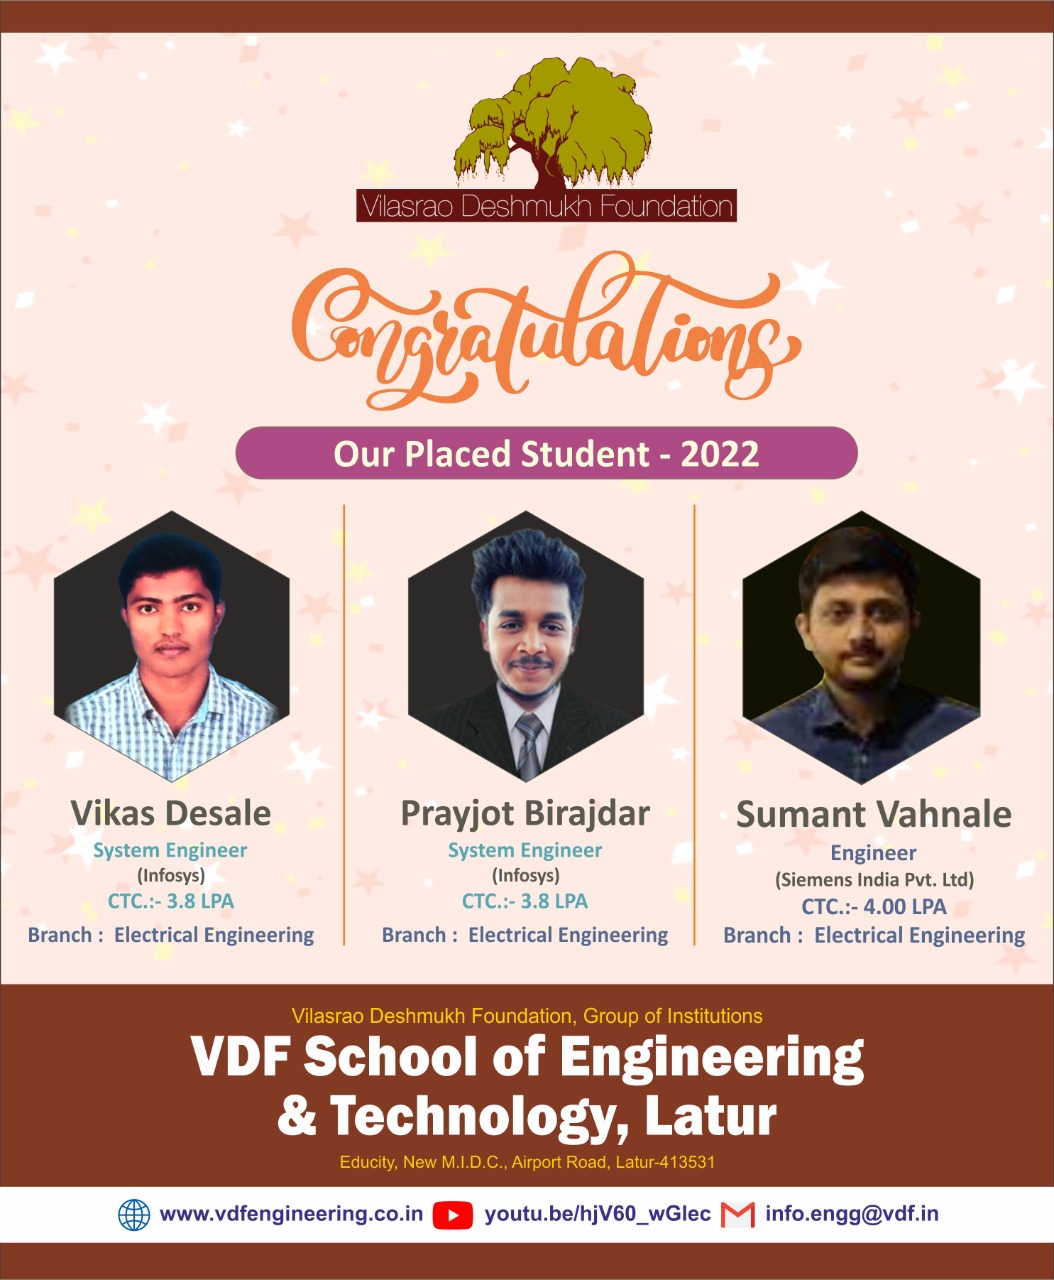 Vilasrao Deshmukh Foundation
Congratulations
Our Placed Student - 2022
Vikas Desale
System Engineer
(Infosys)
CTC.:- 3.8 LPA
Branch : Electrical Engineering
Prayjot Birajdar
System Engineer
(Infosys)
CTC.:- 3.8 LPA
Branch : Electrical Engineering
Sumant Vahnale
Engineer
(Siemens India Pvt. Ltd)
CTC.:- 4.00 LPA
Branch : Electrical Engineering
Vilasrao Deshmukh Foundation, Group of Institutions
VDF School of Engineering
& Technology, Latur
Educity, New M.I.D.C., Airport Road, Latur-413531
www.vdfengineering.co.in youtu.be/hjV60_wGlec info.engg@vdf.in